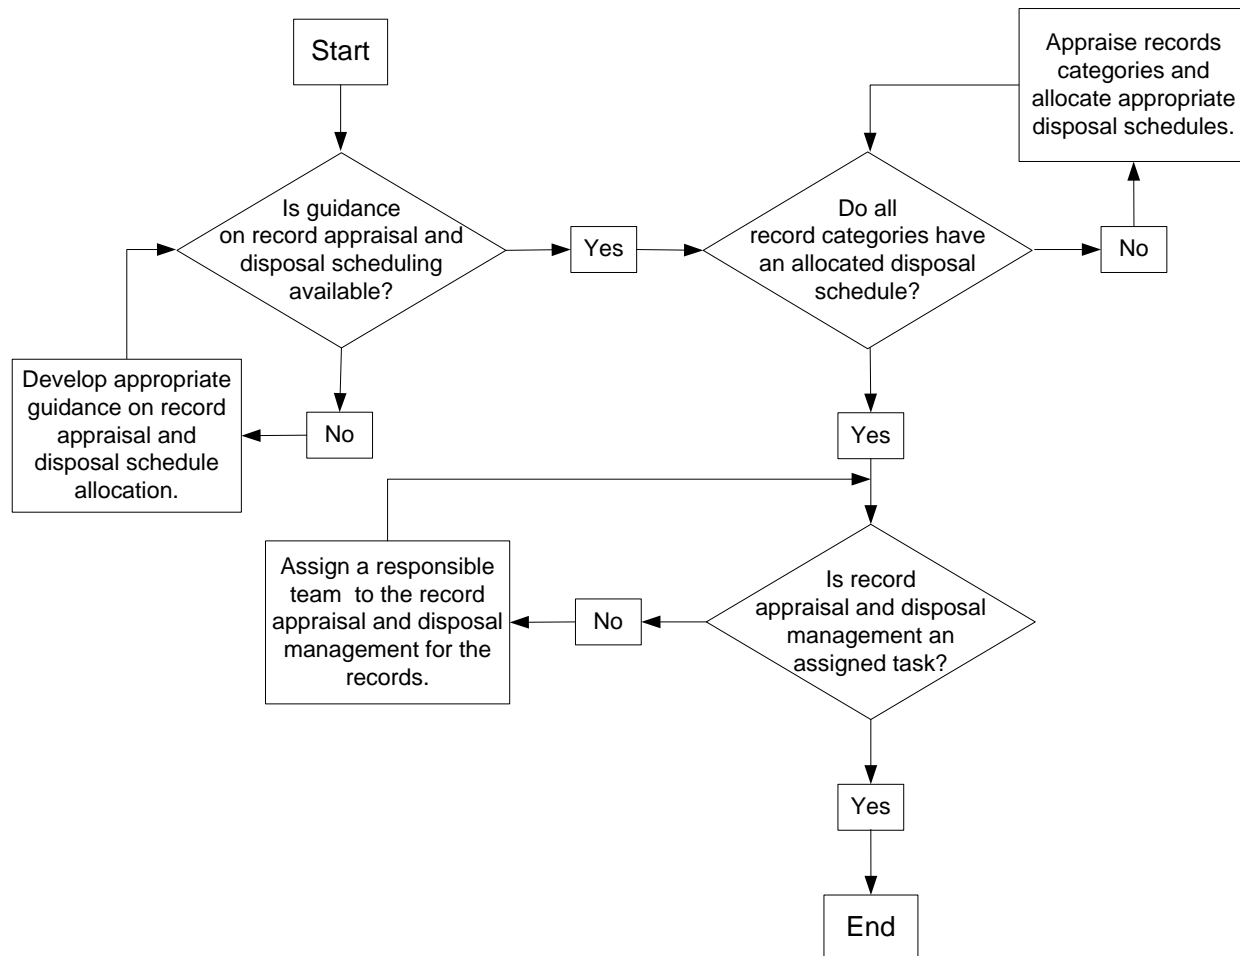 Start
Is guidance
on record appraisal and
disposal scheduling
available?
Yes
No
Develop appropriate
guidance on record
appraisal and
disposal schedule
allocation.
Do all
record categories have
an allocated disposal
schedule?
No
Appraise records
categories and
allocate appropriate
disposal schedules.
Yes
Is record
appraisal and disposal
management an
assigned task?
No
Assign a responsible
team to the record
appraisal and disposal
management for the
records.
Yes
End